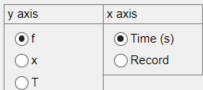 y axis x axis
f Time (s)
x Record
T